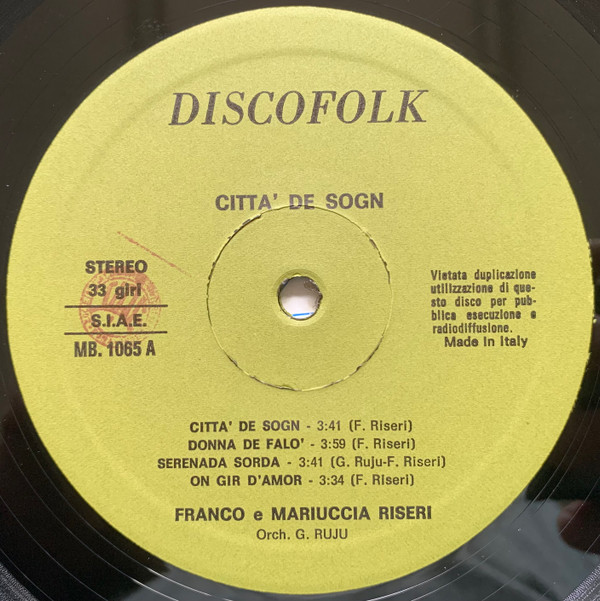 DISCOFOLK
CITTA' DE SOGN
STEREO
33 giri
S.I.A.E.
MB. 1065 A
Vietata duplicazione
utilizzazione di que-
sto disco per pub-
blica esecuzione e
radiodiffusione.
Made in Italy
CITTA' DE SOGN - 3:41 (F. Riseri)
DONNA DE FALO' - 3:59 (F. Riseri)
SERENADA SORDA - 3:41 (G. Ruju-F. Riseri)
ON GIR D'AMOR - 3:34 (F. Riseri)
FRANCO e MARIUCCIA RISERI
Orch. G. RUJU